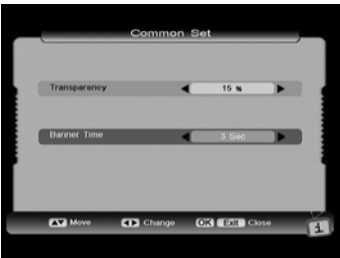 Common Set
Transparency 15 %
Banner Time 3 Sec
Move Change OK Exit Close